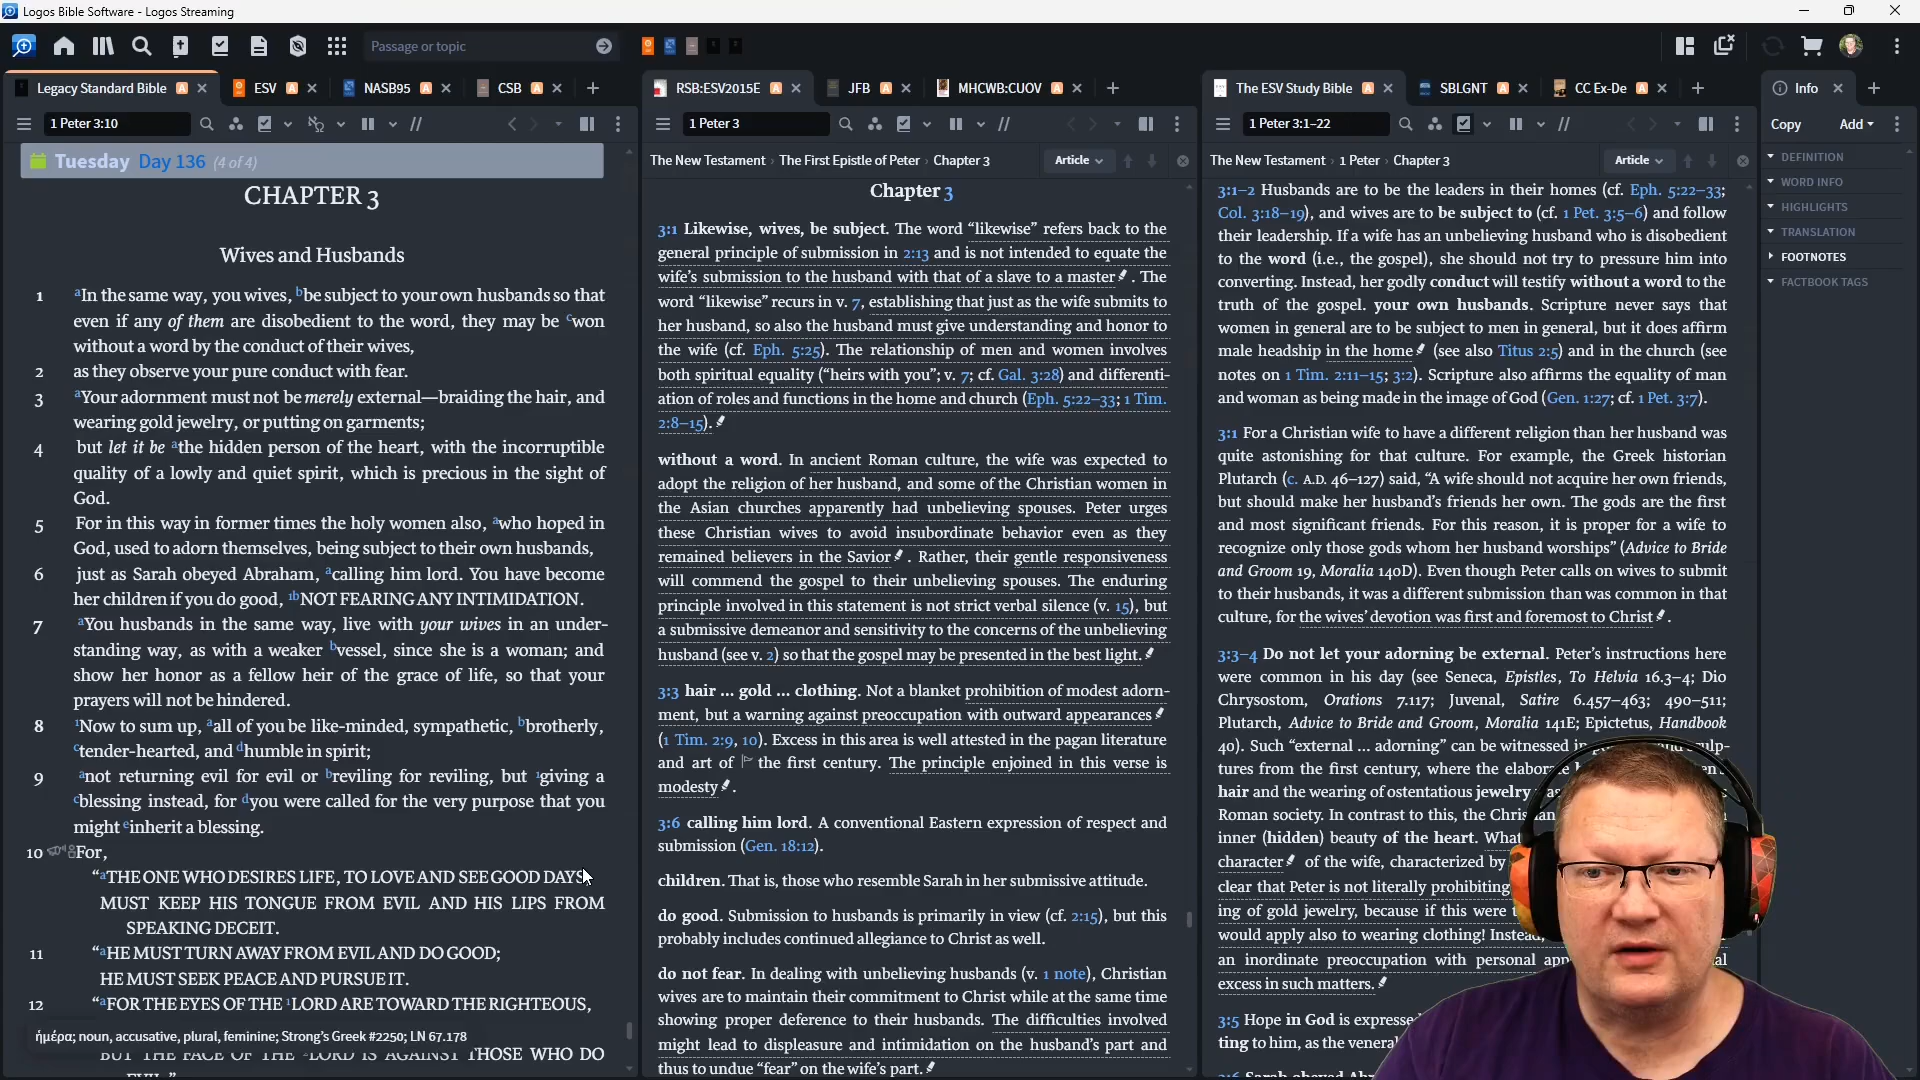 Logos Bible Software - Logos Streaming
Passage or topic
Legacy Standard Bible A
ESV A
NASB95 A
CSB A
RSB:ESV2015E A
JFB A
MHCWB:CUOV A
The ESV Study Bible A
SBLGNT A
CC Ex-De A
Info
1 Peter 3:10
1 Peter 3
1 Peter 3:1–22
Copy
Add
Tuesday Day 136 (4 of 4)
CHAPTER 3
Wives and Husbands
1 aIn the same way, you wives, bbe subject to your own husbands so that
even if any of them are disobedient to the word, they may be cwon
without a word by the conduct of their wives,
2 as they observe your pure conduct with fear.
3 aYour adornment must not be merely external—braiding the hair, and
wearing gold jewelry, or putting on garments;
4 but let it be athe hidden person of the heart, with the incorruptible
quality of a lowly and quiet spirit, which is precious in the sight of
God.
5 For in this way in former times the holy women also, awho hoped in
God, used to adorn themselves, being subject to their own husbands,
6 just as Sarah obeyed Abraham, acalling him lord. You have become
her children if you do good, 1bNOT FEARING ANY INTIMIDATION.
7 aYou husbands in the same way, live with your wives in an under-
standing way, as with a weaker bvessel, since she is a woman; and
show her honor as a fellow heir of the grace of life, so that your
prayers will not be hindered.
8 1Now to sum up, aall of you be like-minded, sympathetic, bbrotherly,
ctender-hearted, and dhumble in spirit;
9 anot returning evil for evil or breviling for reviling, but 1giving a
cblessing instead, for dyou were called for the very purpose that you
might einherit a blessing.
10 For,
“aTHE ONE WHO DESIRES LIFE, TO LOVE AND SEE GOOD DAYS
MUST KEEP HIS TONGUE FROM EVIL AND HIS LIPS FROM
SPEAKING DECEIT.
11 “aHE MUST TURN AWAY FROM EVIL AND DO GOOD;
HE MUST SEEK PEACE AND PURSUE IT.
12 “aFOR THE EYES OF THE 1LORD ARE TOWARD THE RIGHTEOUS,
ἡμέρα; noun, accusative, plural, feminine; Strong’s Greek #2250; LN 67.178
BUT THE FACE OF THE LORD IS AGAINST THOSE WHO DO
EVIL.”
The New Testament › The First Epistle of Peter › Chapter 3
Article
Chapter 3
3:1 Likewise, wives, be subject. The word “likewise” refers back to the
general principle of submission in 2:13 and is not intended to equate the
wife’s submission to the husband with that of a slave to a master. The
word “likewise” recurs in v. 7, establishing that just as the wife submits to
her husband, so also the husband must give understanding and honor to
the wife (cf. Eph. 5:25). The relationship of men and women involves
both spiritual equality (“heirs with you”; v. 7; cf. Gal. 3:28) and differenti-
ation of roles and functions in the home and church (Eph. 5:22–33; 1 Tim.
2:8–15).
without a word. In ancient Roman culture, the wife was expected to
adopt the religion of her husband, and some of the Christian women in
the Asian churches apparently had unbelieving spouses. Peter urges
these Christian wives to avoid insubordinate behavior even as they
remained believers in the Savior. Rather, their gentle responsiveness
will commend the gospel to their unbelieving spouses. The enduring
principle involved in this statement is not strict verbal silence (v. 15), but
a submissive demeanor and sensitivity to the concerns of the unbelieving
husband (see v. 2) so that the gospel may be presented in the best light.
3:3 hair ... gold ... clothing. Not a blanket prohibition of modest adorn-
ment, but a warning against preoccupation with outward appearances
(1 Tim. 2:9, 10). Excess in this area is well attested in the pagan literature
and art of the first century. The principle enjoined in this verse is
modesty.
3:6 calling him lord. A conventional Eastern expression of respect and
submission (Gen. 18:12).
children. That is, those who resemble Sarah in her submissive attitude.
do good. Submission to husbands is primarily in view (cf. 2:15), but this
probably includes continued allegiance to Christ as well.
do not fear. In dealing with unbelieving husbands (v. 1 note), Christian
wives are to maintain their commitment to Christ while at the same time
showing proper deference to their husbands. The difficulties involved
might lead to displeasure and intimidation on the husband’s part and
thus to undue “fear” on the wife’s part.
The New Testament › 1 Peter › Chapter 3
Article
3:1–2 Husbands are to be the leaders in their homes (cf. Eph. 5:22–33;
Col. 3:18–19), and wives are to be subject to (cf. 1 Pet. 3:5–6) and follow
their leadership. If a wife has an unbelieving husband who is disobedient
to the word (i.e., the gospel), she should not try to pressure him into
converting. Instead, her godly conduct will testify without a word to the
truth of the gospel. your own husbands. Scripture never says that
women in general are to be subject to men in general, but it does affirm
male headship in the home (see also Titus 2:5) and in the church (see
notes on 1 Tim. 2:11–15; 3:2). Scripture also affirms the equality of man
and woman as being made in the image of God (Gen. 1:27; cf. 1 Pet. 3:7).
3:1 For a Christian wife to have a different religion than her husband was
quite astonishing for that culture. For example, the Greek historian
Plutarch (c. A.D. 46–127) said, “A wife should not acquire her own friends,
but should make her husband’s friends her own. The gods are the first
and most significant friends. For this reason, it is proper for a wife to
recognize only those gods whom her husband worships” (Advice to Bride
and Groom 19, Moralia 140D). Even though Peter calls on wives to submit
to their husbands, it was a different submission than was common in that
culture, for the wives’ devotion was first and foremost to Christ.
3:3–4 Do not let your adorning be external. Peter’s instructions here
were common in his day (see Seneca, Epistles, To Helvia 16.3–4; Dio
Chrysostom, Orations 7.117; Juvenal, Satire 6.457–463; 490–511;
Plutarch, Advice to Bride and Groom, Moralia 141E; Epictetus, Handbook
40). Such “external ... adorning” can be witnessed in
tures from the first century, where the elaborate
hair and the wearing of ostentatious jewelry
Roman society. In contrast to this, the Christian
inner (hidden) beauty of the heart. What
character of the wife, characterized by
clear that Peter is not literally prohibiting
ing of gold jewelry, because if this were
would apply also to wearing clothing! Instead,
an inordinate preoccupation with personal
excess in such matters.
3:5 Hope in God is expressed
ting to him, as the
DEFINITION
WORD INFO
HIGHLIGHTS
TRANSLATION
FOOTNOTES
FACTBOOK TAGS